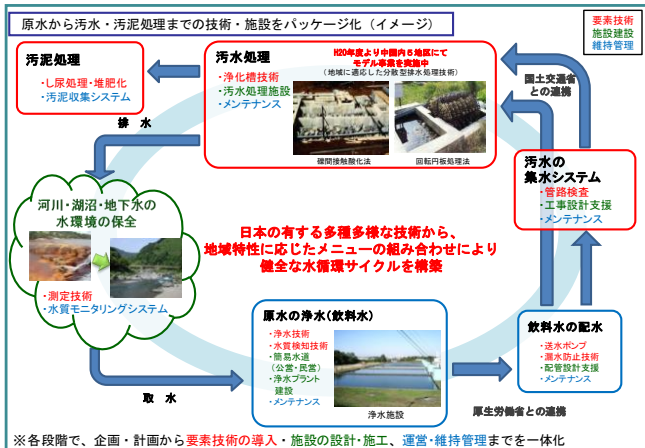 原水から汚水・汚泥処理までの技術・施設をパッケージ化（イメージ）
要素技術
施設建設
維持管理
汚泥処理
・し尿処理・堆肥化
・汚泥収集システム
汚水処理
・浄化槽技術
・汚水処理施設
・メンテナンス
H20年度より中国内6地区にて
モデル事業を実施中
（地域に適応した分散型排水処理技術）
礫間接触酸化法
回転円板処理法
国土交通省
との連携
排 水
汚水の
集水システム
・管路検査
・工事設計支援
・メンテナンス
河川・湖沼・地下水の
水環境の保全
・測定技術
・水質モニタリングシステム
日本の有する多種多様な技術から、
地域特性に応じたメニューの組み合わせにより
健全な水循環サイクルを構築
原水の浄水(飲料水)
・浄水技術
・水質検知技術
・簡易水道
（公営・民営）
・浄水プラント
建設
・メンテナンス
浄水施設
飲料水の配水
・送水ポンプ
・漏水防止技術
・配管設計支援
・メンテナンス
取 水
厚生労働省との連携
※各段階で、企画・計画から要素技術の導入・施設の設計・施工、運営・維持管理までを一体化